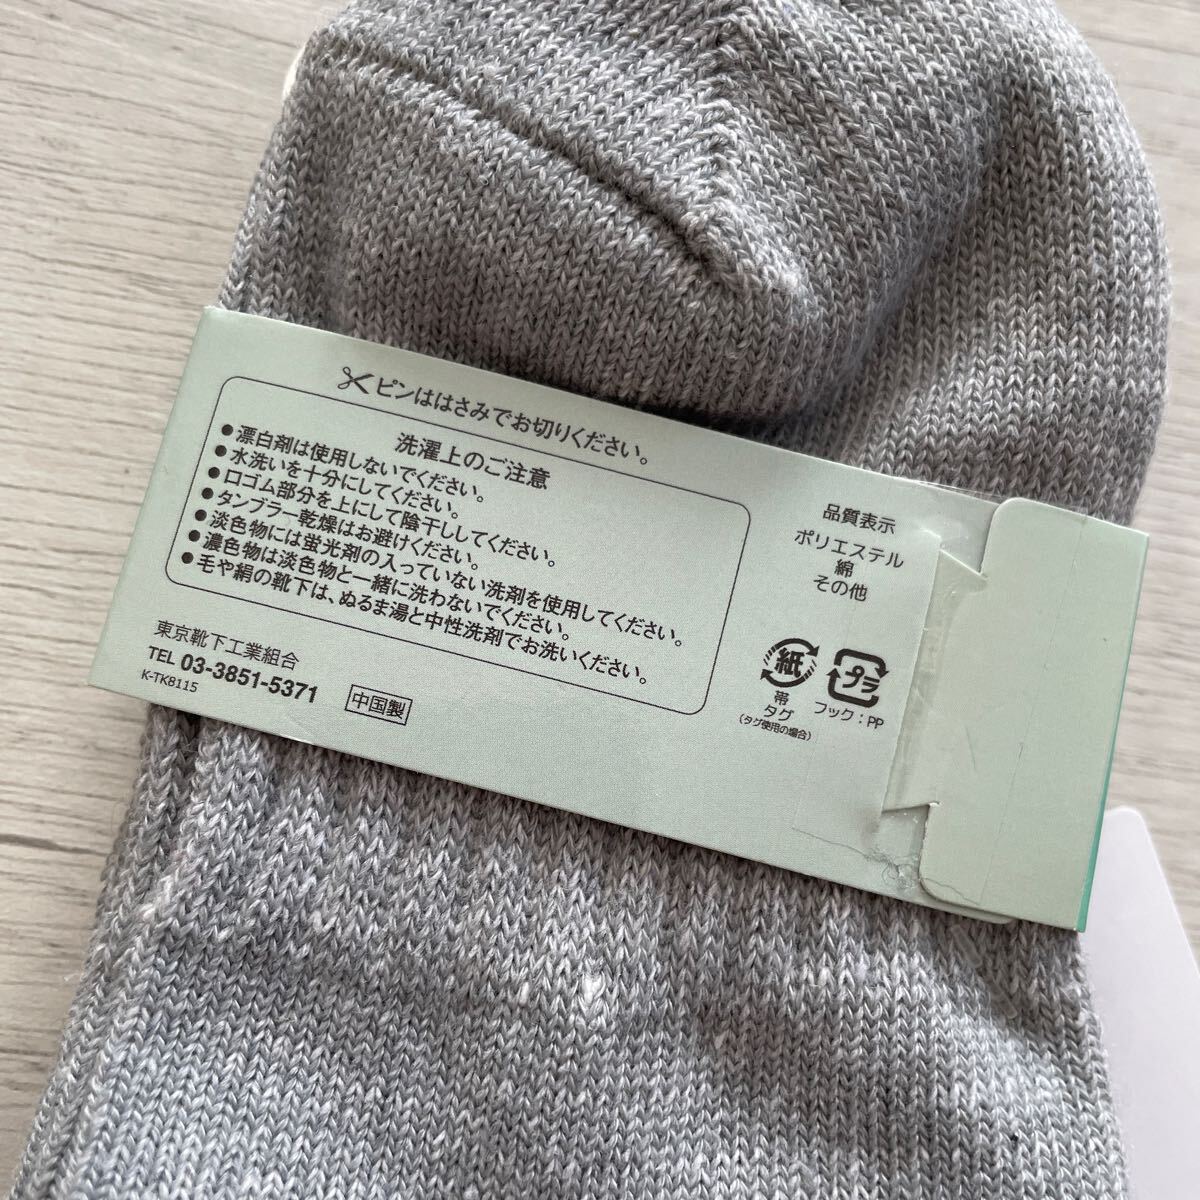 ピンははさみでお切りください。
洗濯上のご注意
●漂白剤は使用しないでください。
●水洗いを十分にしてください。
●口ゴム部分を上にして陰干ししてください。
●タンブラー乾燥はお避けください。
●淡色物には蛍光剤の入っていない洗剤を使用してください。
●濃色物は淡色物と一緒に洗わないでください。
●毛や絹の靴下は、ぬるま湯と中性洗剤でお洗いください。
東京靴下工業組合
TEL 03-3851-5371
K-TK8115
中国製
品質表示
ポリエステル
綿
その他
紙
帯
タグ
(タグ使用の場合)
プラ
フック：PP